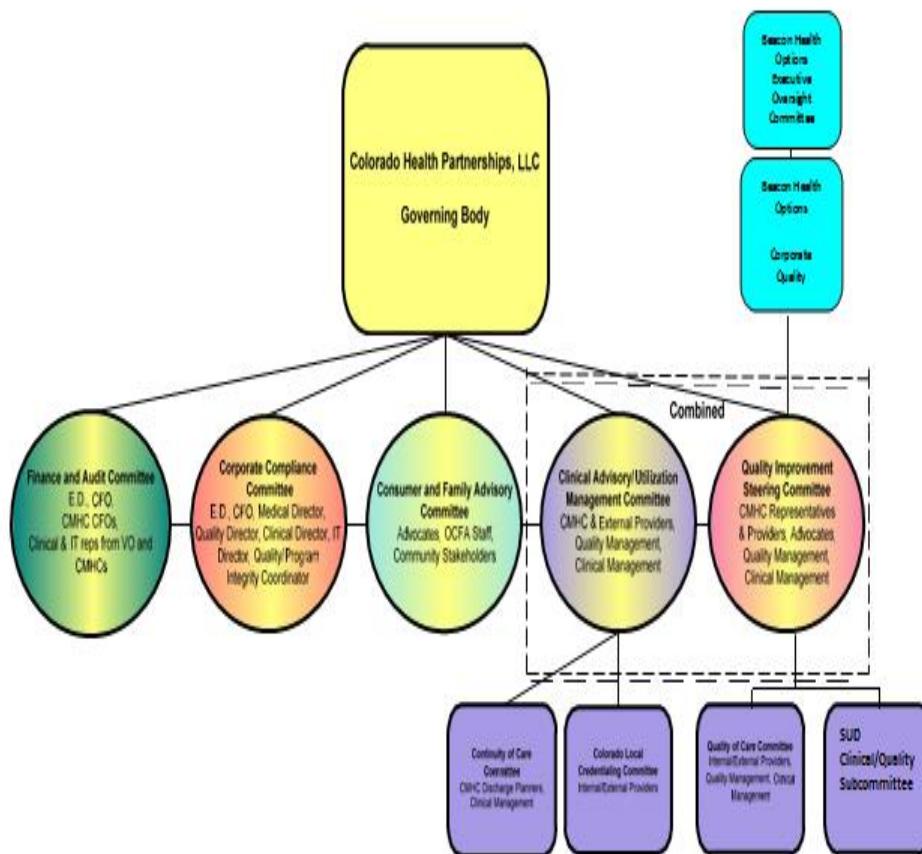 Beacon Health
Options
Executive
Oversight
Committee
Colorado Health Partnerships, LLC
Governing Body
Beacon Health
Options
Corporate
Quality
Combined
Finance and Audit Committee
E.D., CFO,
CMHC CFOs,
Clinical & IT reps from VO and
CMHCs
Corporate Compliance
Committee
E.D., CFO, Medical Director,
Quality Director, Clinical Director, IT
Director, Quality/Program
Integrity Coordinator
Consumer and Family Advisory
Committee
Advocates, OCFA Staff,
Community Stakeholders
Clinical Advisory/Utilization
Management Committee
CMHC & External Providers,
Quality Management,
Clinical Management
Quality Improvement
Steering Committee
CMHC Representatives
& Providers, Advocates,
Quality Management,
Clinical Management
Continuity of Care
Committee
CMHC Discharge Planners,
Clinical Management
Colorado Local
Credentialing Committee
Internal/External Providers
Quality of Care Committee
Internal/External Providers,
Quality Management, Clinical
Management
SUD
Clinical/Quality
Subcommittee